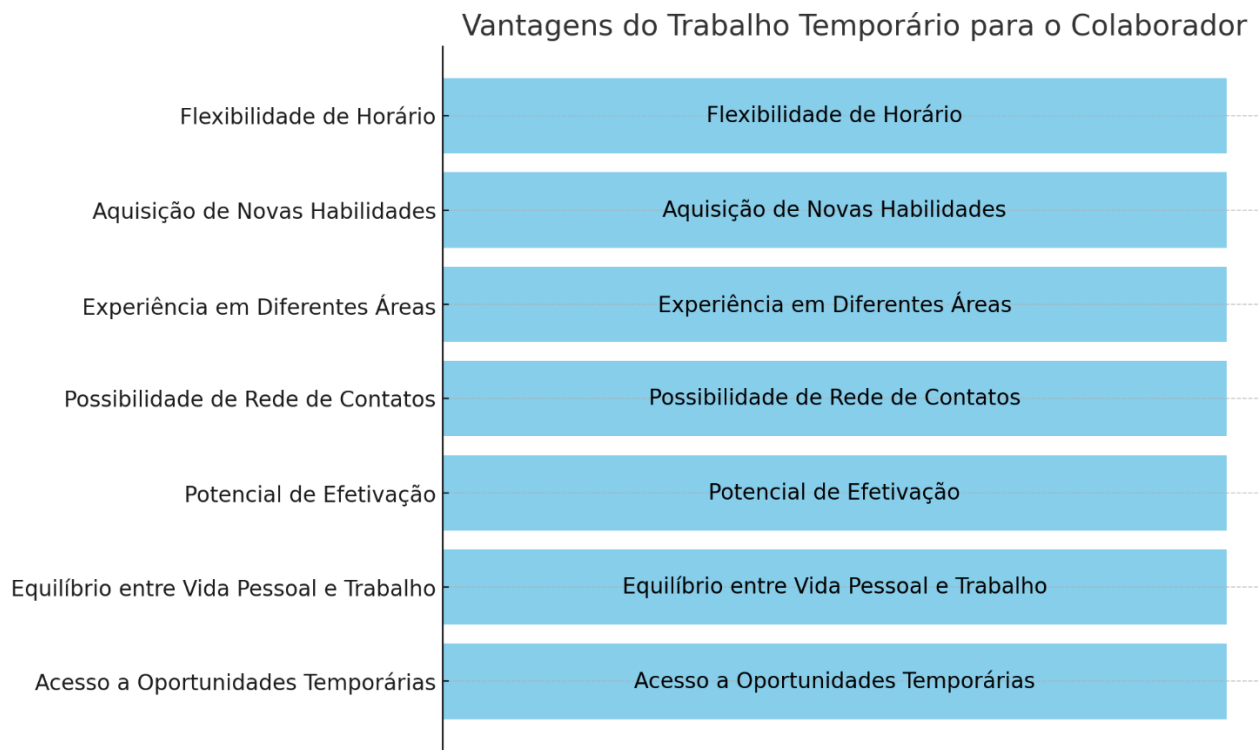 Vantagens do Trabalho Temporário para o Colaborador
Flexibilidade de Horário
Flexibilidade de Horário
Aquisição de Novas Habilidades
Aquisição de Novas Habilidades
Experiência em Diferentes Áreas
Experiência em Diferentes Áreas
Possibilidade de Rede de Contatos
Possibilidade de Rede de Contatos
Potencial de Efetivação
Potencial de Efetivação
Equilíbrio entre Vida Pessoal e Trabalho
Equilíbrio entre Vida Pessoal e Trabalho
Acesso a Oportunidades Temporárias
Acesso a Oportunidades Temporárias